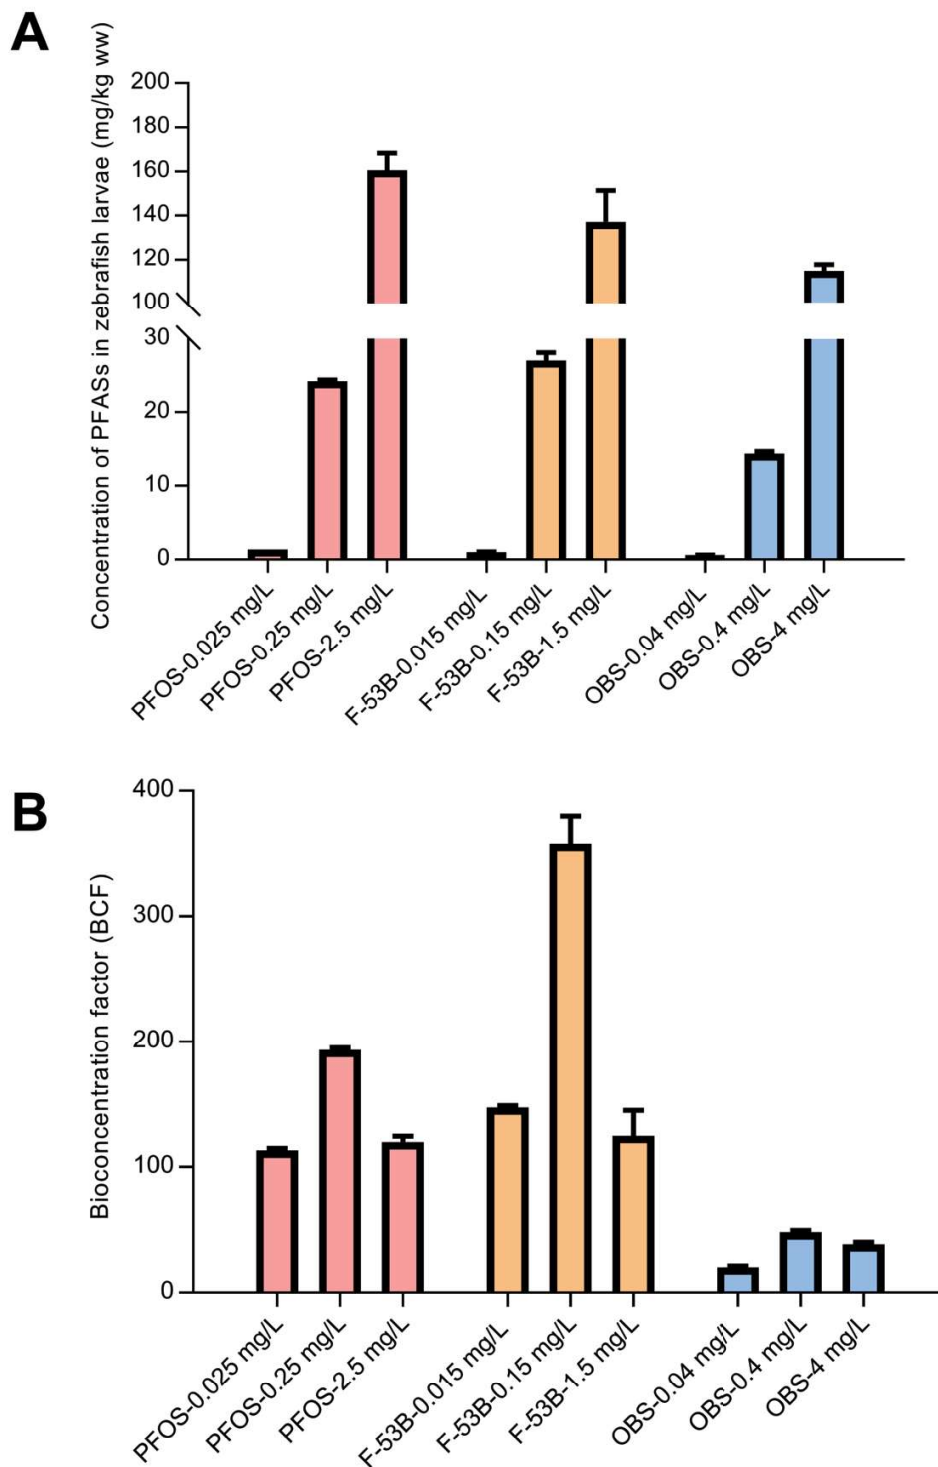 A
Concentration of PFASs in zebrafish larvae (mg/kg ww)
200
180
160
140
120
100
30
20
10
0
PFOS-0.025 mg/L
PFOS-0.25 mg/L
PFOS-2.5 mg/L
F-53B-0.015 mg/L
F-53B-0.15 mg/L
F-53B-1.5 mg/L
OBS-0.04 mg/L
OBS-0.4 mg/L
OBS-4 mg/L
B
Bioconcentration factor (BCF)
400
300
200
100
0
PFOS-0.025 mg/L
PFOS-0.25 mg/L
PFOS-2.5 mg/L
F-53B-0.015 mg/L
F-53B-0.15 mg/L
F-53B-1.5 mg/L
OBS-0.04 mg/L
OBS-0.4 mg/L
OBS-4 mg/L